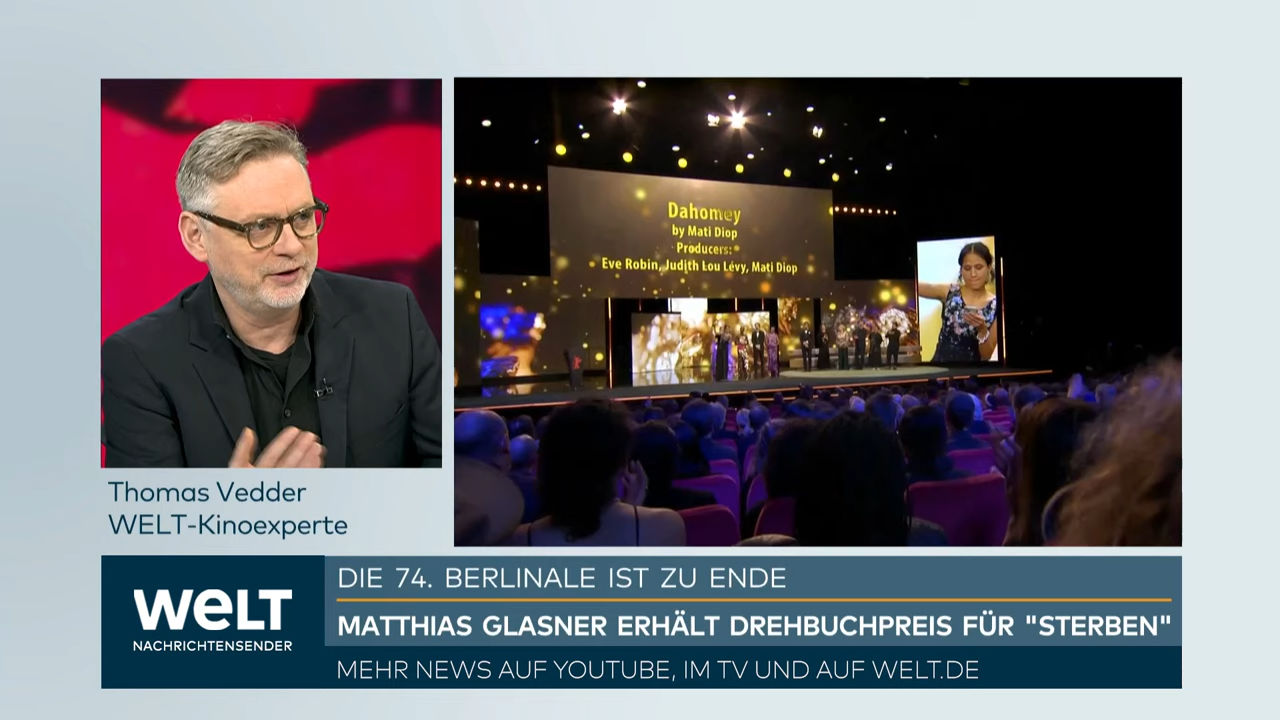 Dahomey
by Mati Diop
Producers:
Eve Robin, Judith Lou Lévy, Mati Diop
Thomas Vedder
WELT-Kinoexperte
DIE 74. BERLINALE IST ZU ENDE
MATTHIAS GLASNER ERHÄLT DREHBUCHPREIS FÜR "STERBEN"
MEHR NEWS AUF YOUTUBE, IM TV UND AUF WELT.DE
WELT
NACHRICHTENSENDER